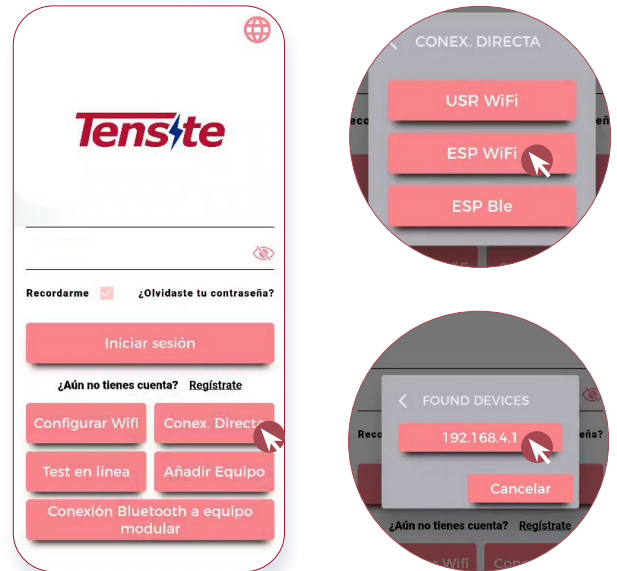 Tensite
Recordarme
¿Olvidaste tu contraseña?
Iniciar sesión
¿Aún no tienes cuenta? Regístrate
Configurar Wifi
Conex. Directa
Test en línea
Añadir Equipo
Conexión Bluetooth a equipo
modular
CONEX. DIRECTA
USR WiFi
ESP WiFi
ESP Ble
FOUND DEVICES
192.168.4.1
Cancelar
¿Aún no tienes cuenta? Regístrate